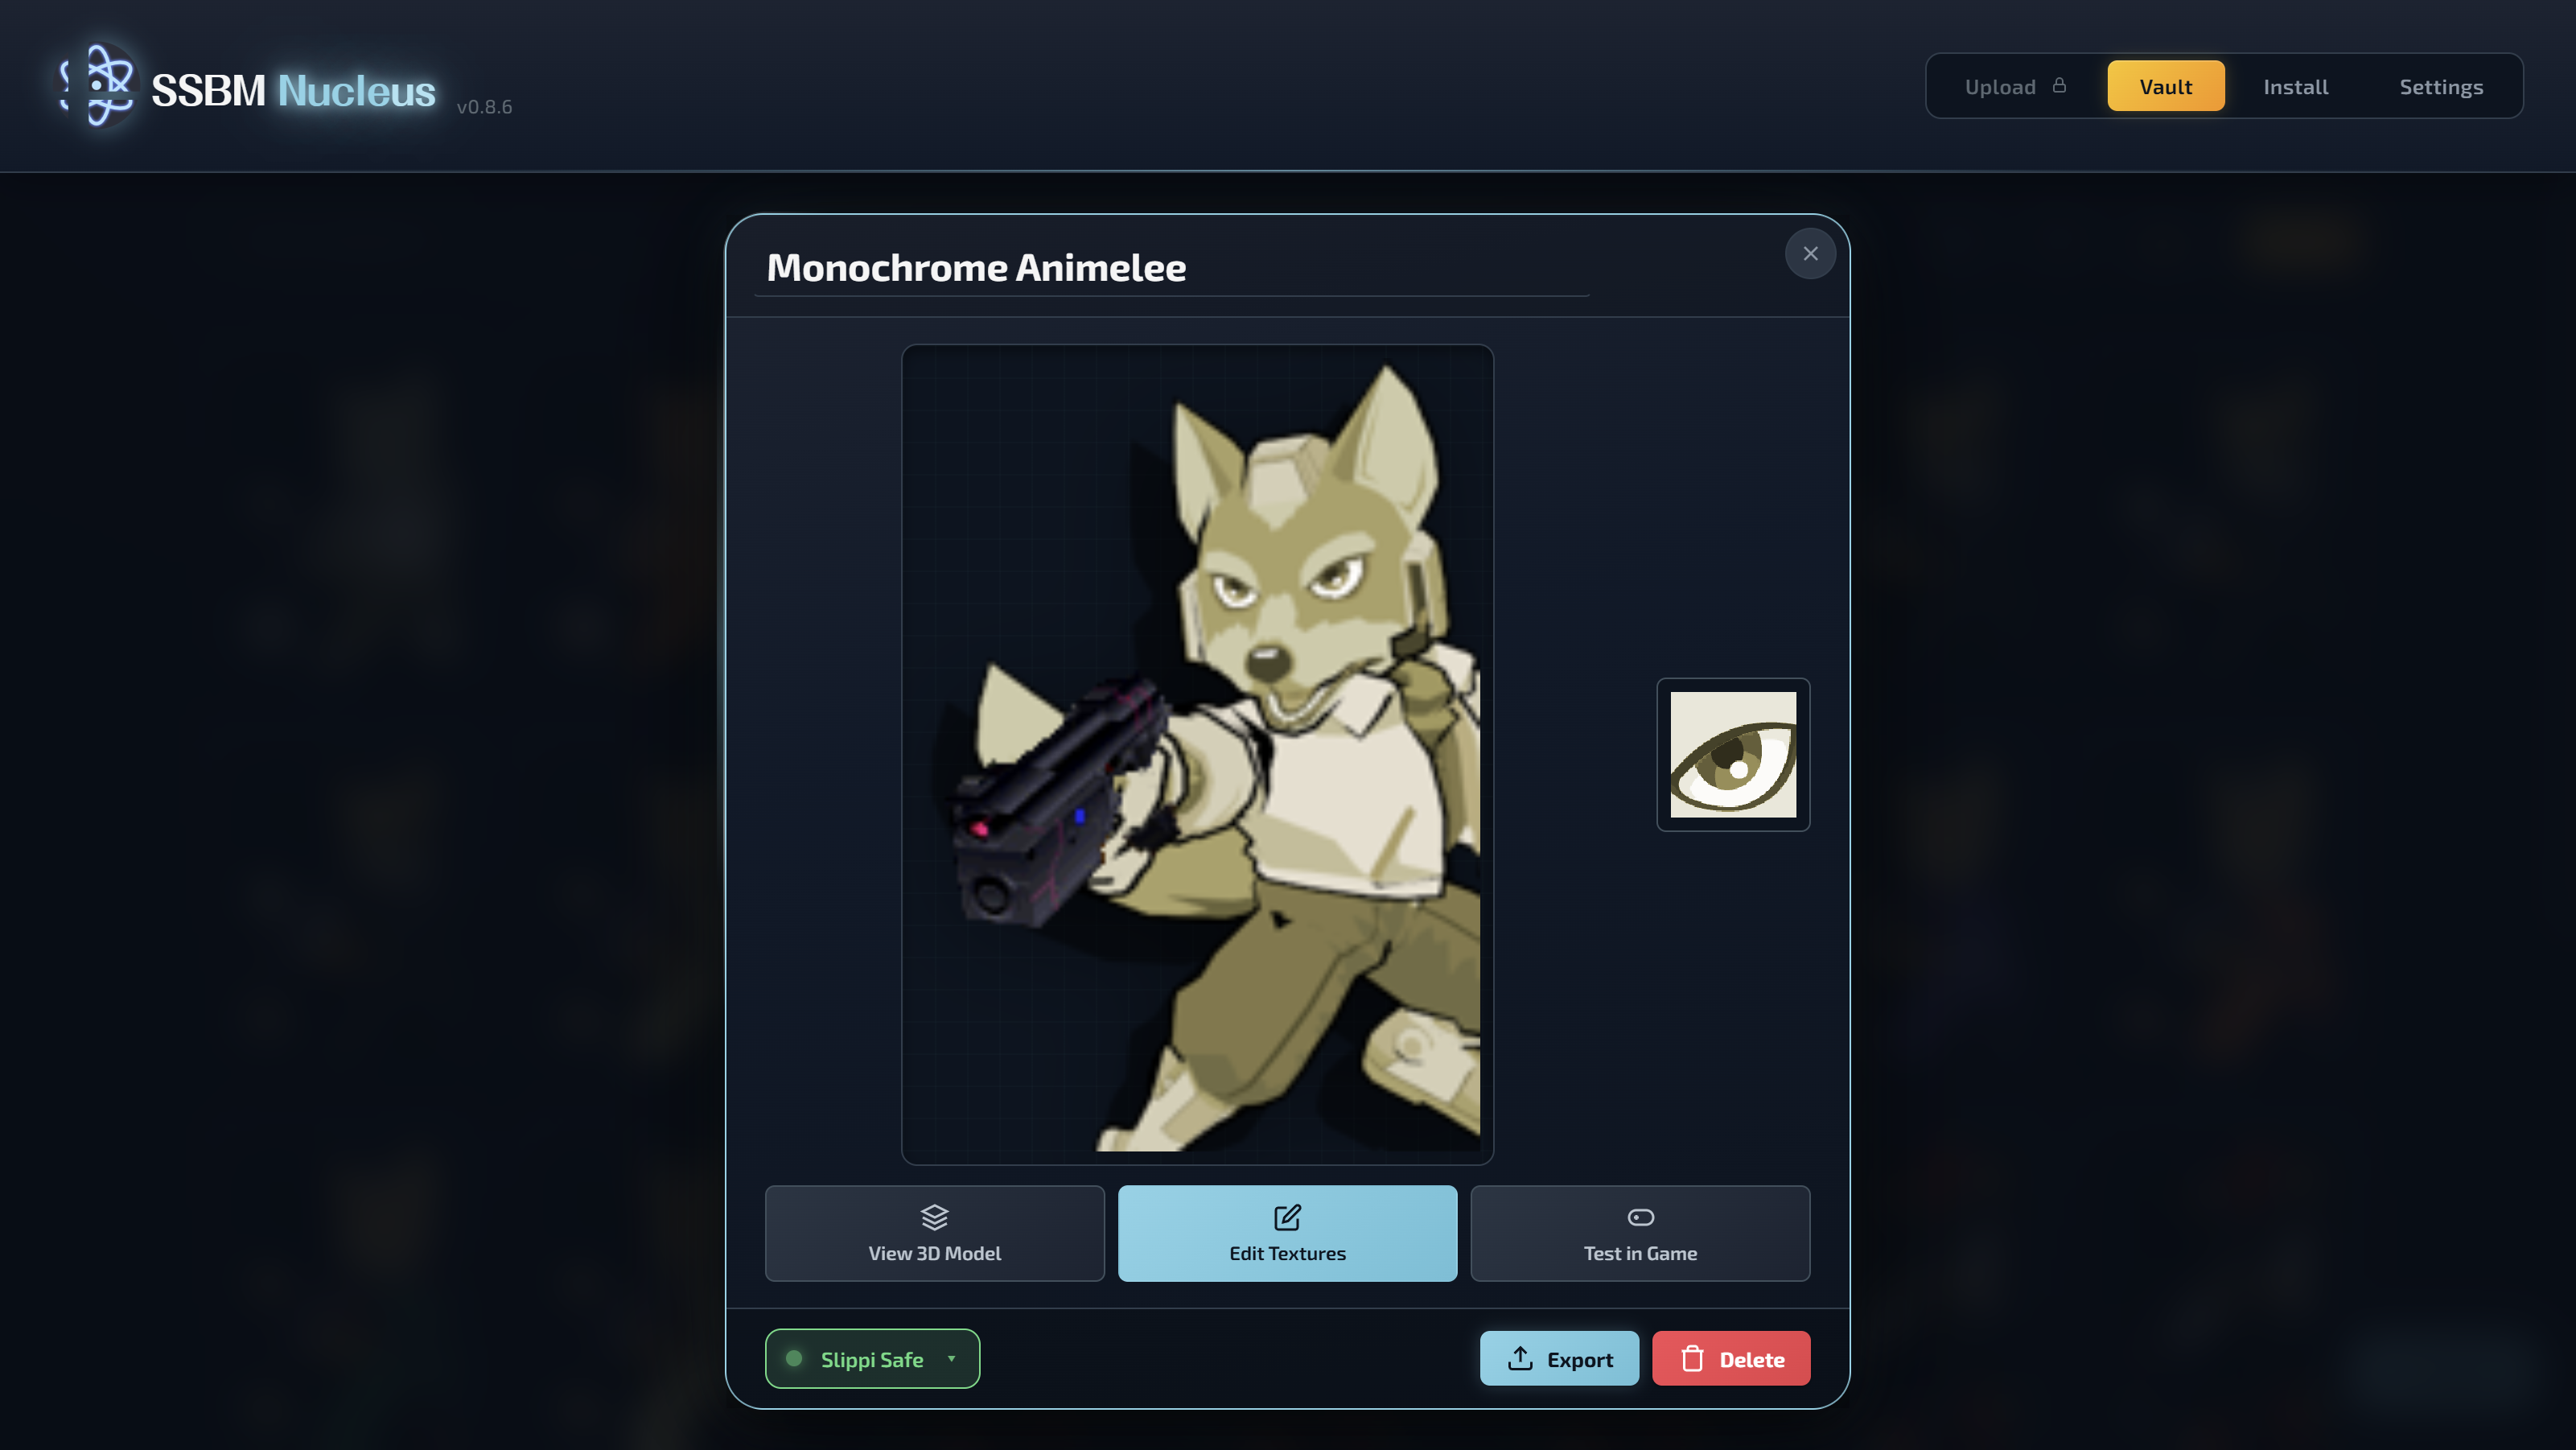 SSBM Nucleus v0.8.6
Upload Vault Install Settings
Monochrome Animelee
View 3D Model
Edit Textures
Test in Game
Slippi Safe
Export
Delete